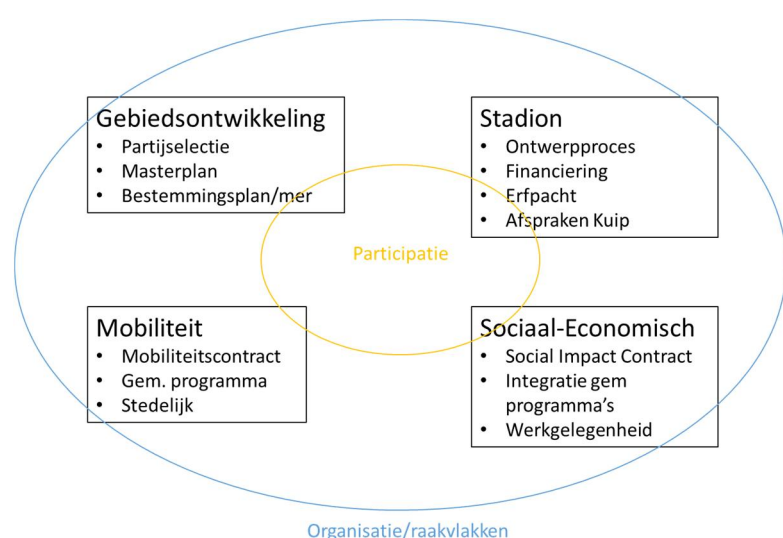 Gebiedsontwikkeling
• Partijselectie
• Masterplan
• Bestemmingsplan/mer
Stadion
• Ontwerpproces
• Financiering
• Erfpacht
• Afspraken Kuip
Participatie
Mobiliteit
• Mobiliteitscontract
• Gem. programma
• Stedelijk
Sociaal-Economisch
• Social Impact Contract
• Integratie gem
programma's
• Werkgelegenheid
Organisatie/raakvlakken